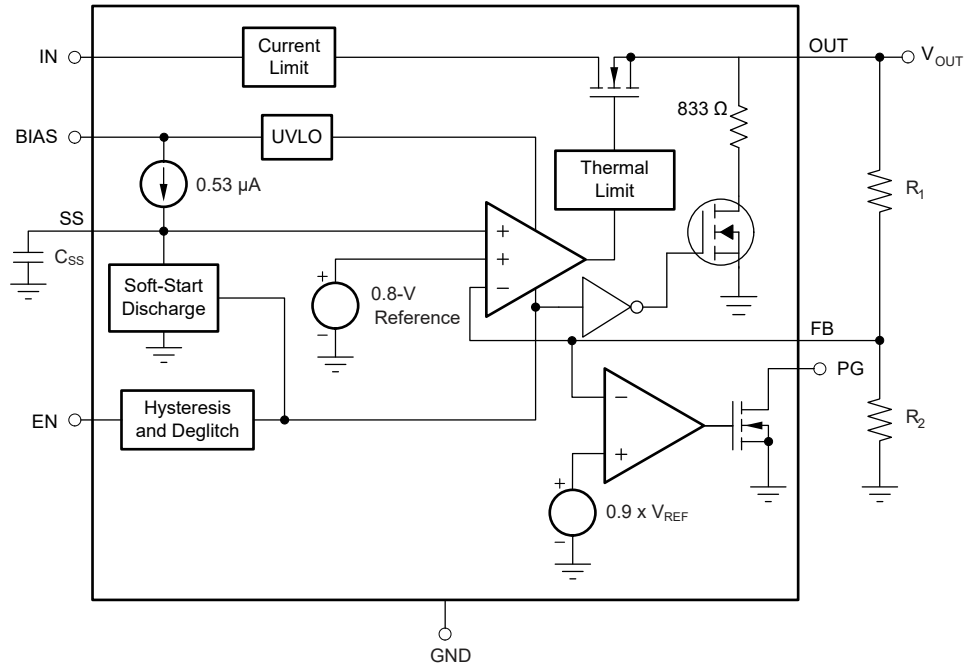 IN
Current
Limit
OUT
V_OUT
833 Ω
BIAS
UVLO
Thermal
Limit
0.53 µA
R_1
SS
C_SS
+
+
−
Soft-Start
Discharge
+
0.8-V
Reference
−
FB
PG
EN
Hysteresis
and Deglitch
−
+
R_2
+
0.9 x V_REF
−
GND